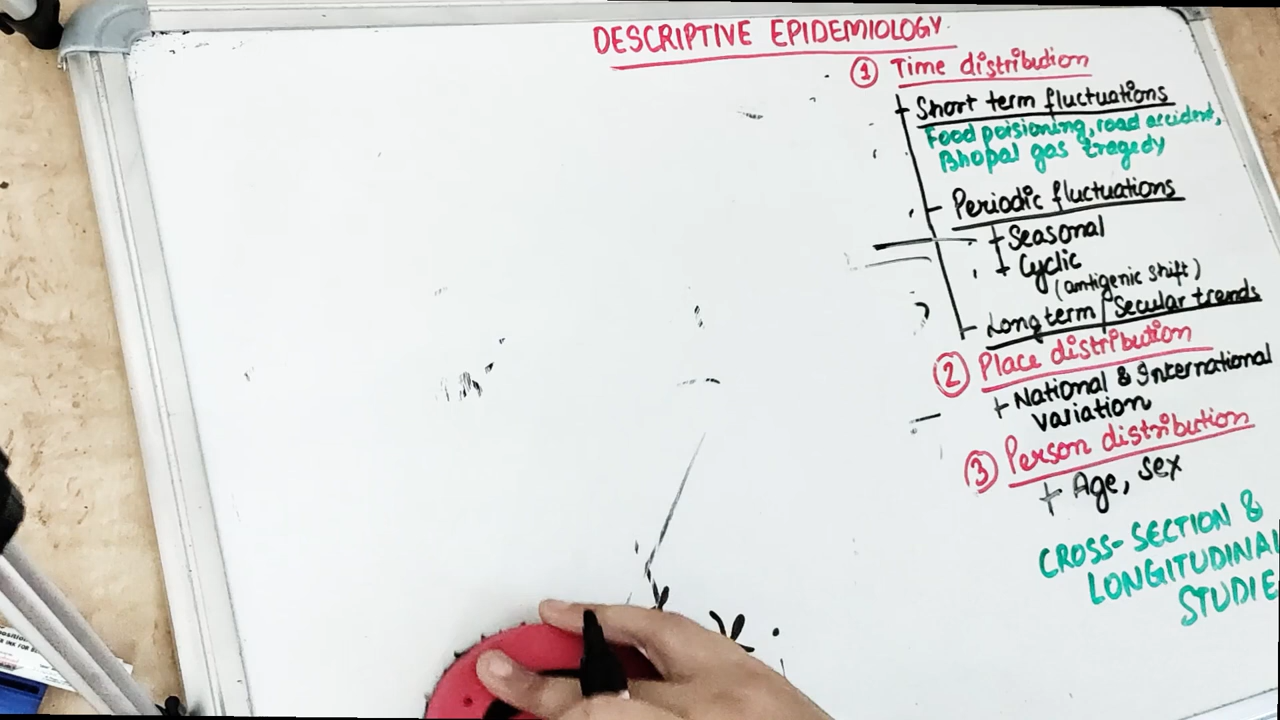 DESCRIPTIVE EPIDEMIOLOGY
① Time distribution
Short term fluctuations
Food poisioning, road accident,
Bhopal gas tragedy
Periodic fluctuations
Seasonal
Cyclic
(antigenic shift)
Long term / Secular trends
② Place distribution
National & International
variation
③ Person distribution
Age, sex
CROSS-SECTION &
LONGITUDINAL
STUDIE